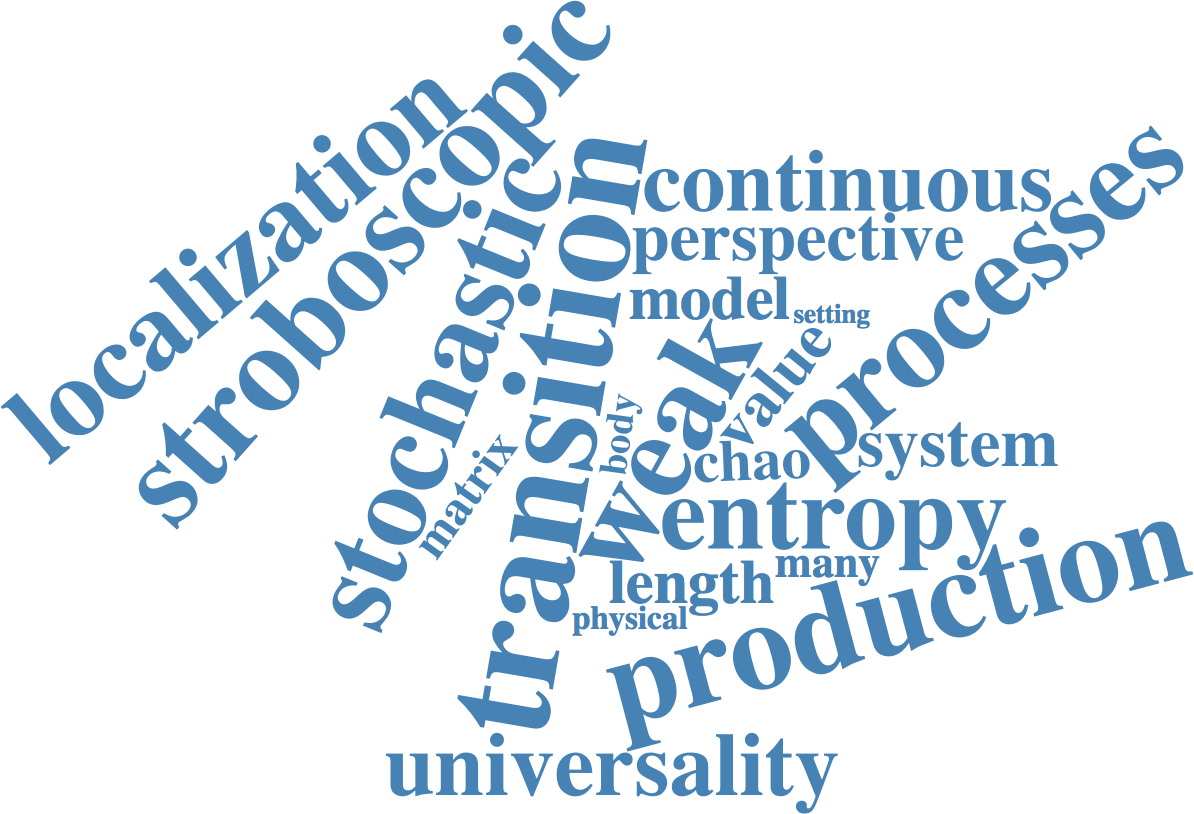 localization
stroboscopic
stochastic
transition
continuous
perspective
model
setting
processes
weak
value
body
matrix
chao
system
entropy
many
length
physical
production
universality